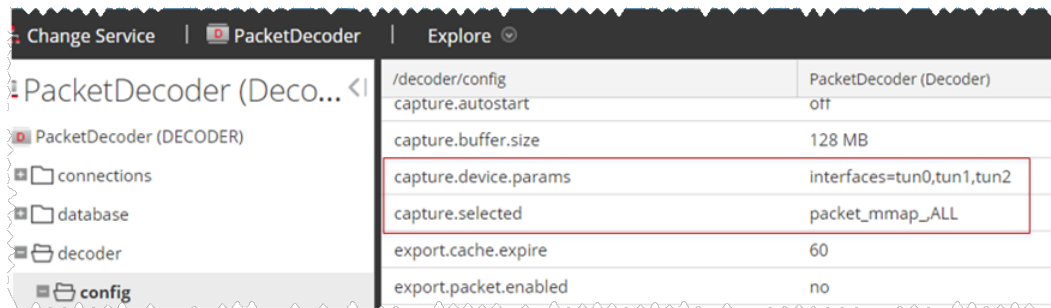 Change Service | PacketDecoder | Explore
PacketDecoder (Deco...
PacketDecoder (DECODER)
connections
database
decoder
config
/decoder/config PacketDecoder (Decoder)
capture.autostart off
capture.buffer.size 128 MB
capture.device.params interfaces=tun0,tun1,tun2
capture.selected packet_mmap_,ALL
export.cache.expire 60
export.packet.enabled no